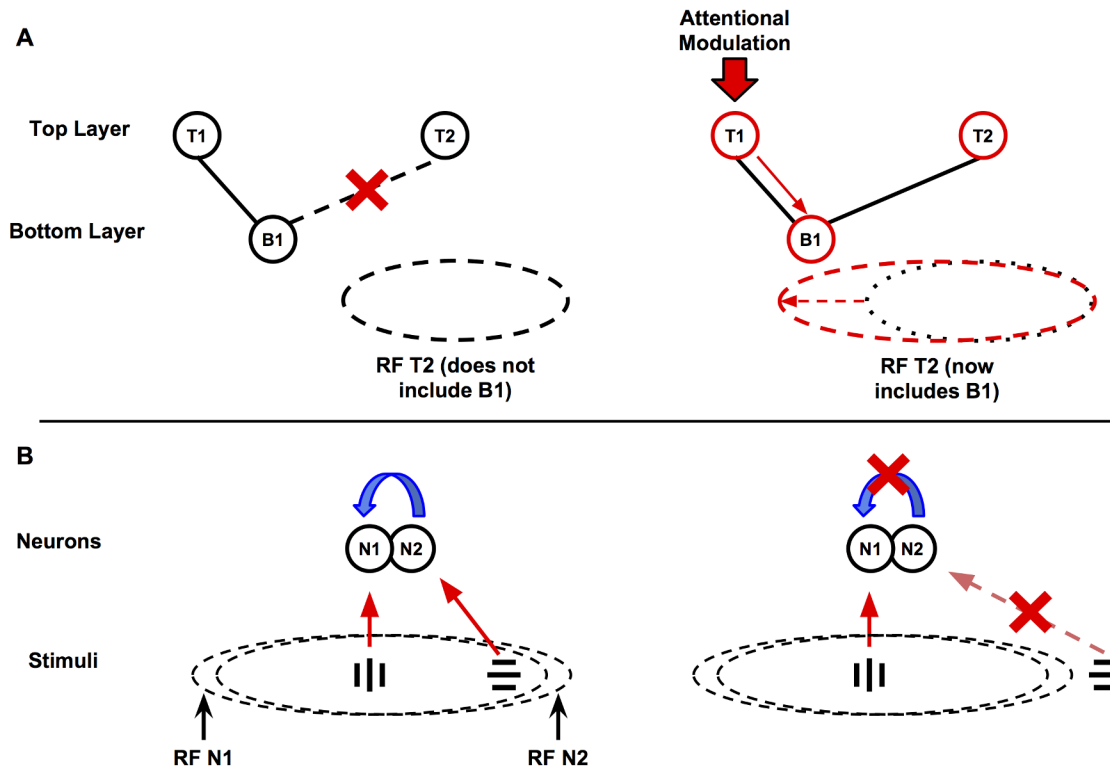 A
Attentional
Modulation
Top Layer
T1
T2
T1
T2
Bottom Layer
B1
B1
RF T2 (does not
include B1)
RF T2 (now
includes B1)
B
Neurons
N1
N2
N1
N2
Stimuli
RF N1
RF N2